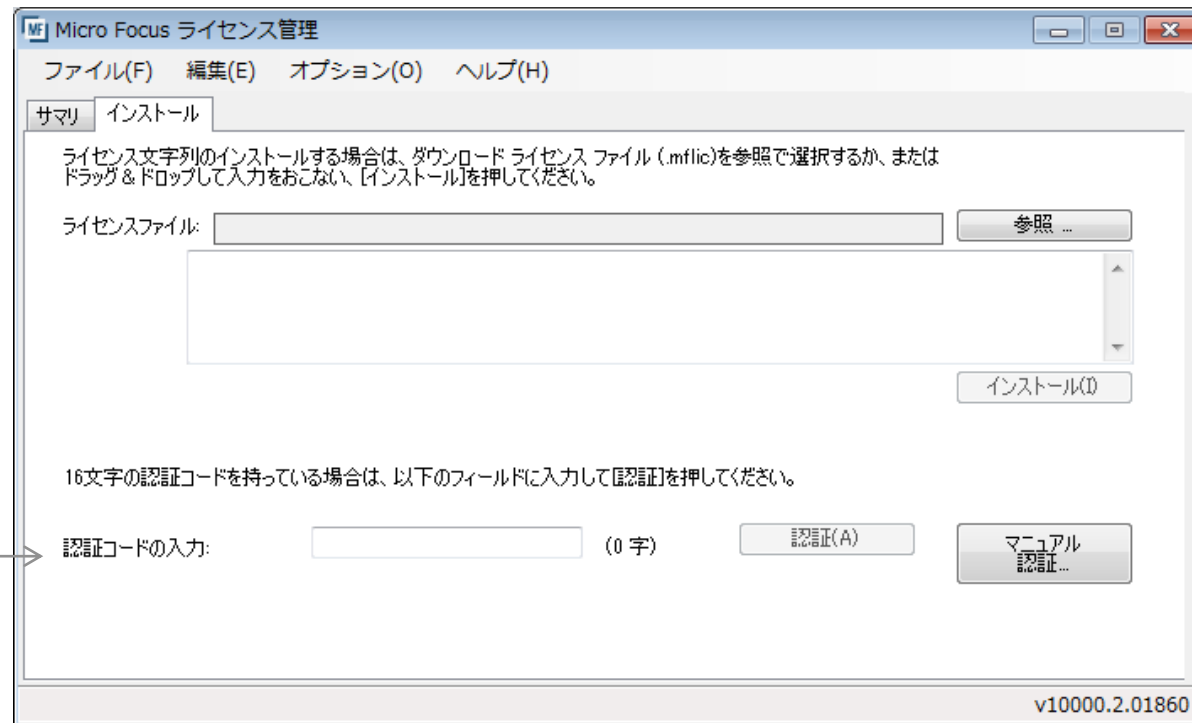 MF Micro Focus ライセンス管理
ファイル(F) 編集(E) オプション(O) ヘルプ(H)
サマリ インストール
ライセンス文字列のインストールする場合は、ダウンロード ライセンス ファイル (.mflic)を参照で選択するか、または
ドラッグ & ドロップして入力をおこない、[インストール]を押してください。
ライセンスファイル: 参照 ...
インストール(I)
16文字の認証コードを持っている場合は、以下のフィールドに入力して[認証]を押してください。
認証コードの入力: (0 字) 認証(A) マニュアル
認証...
v10000.2.01860